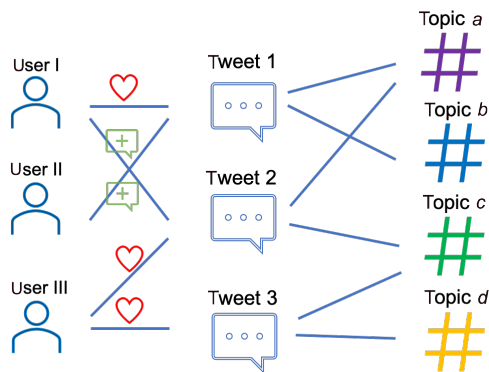 User I
User II
User III
Tweet 1
Tweet 2
Tweet 3
Topic a
Topic b
Topic c
Topic d